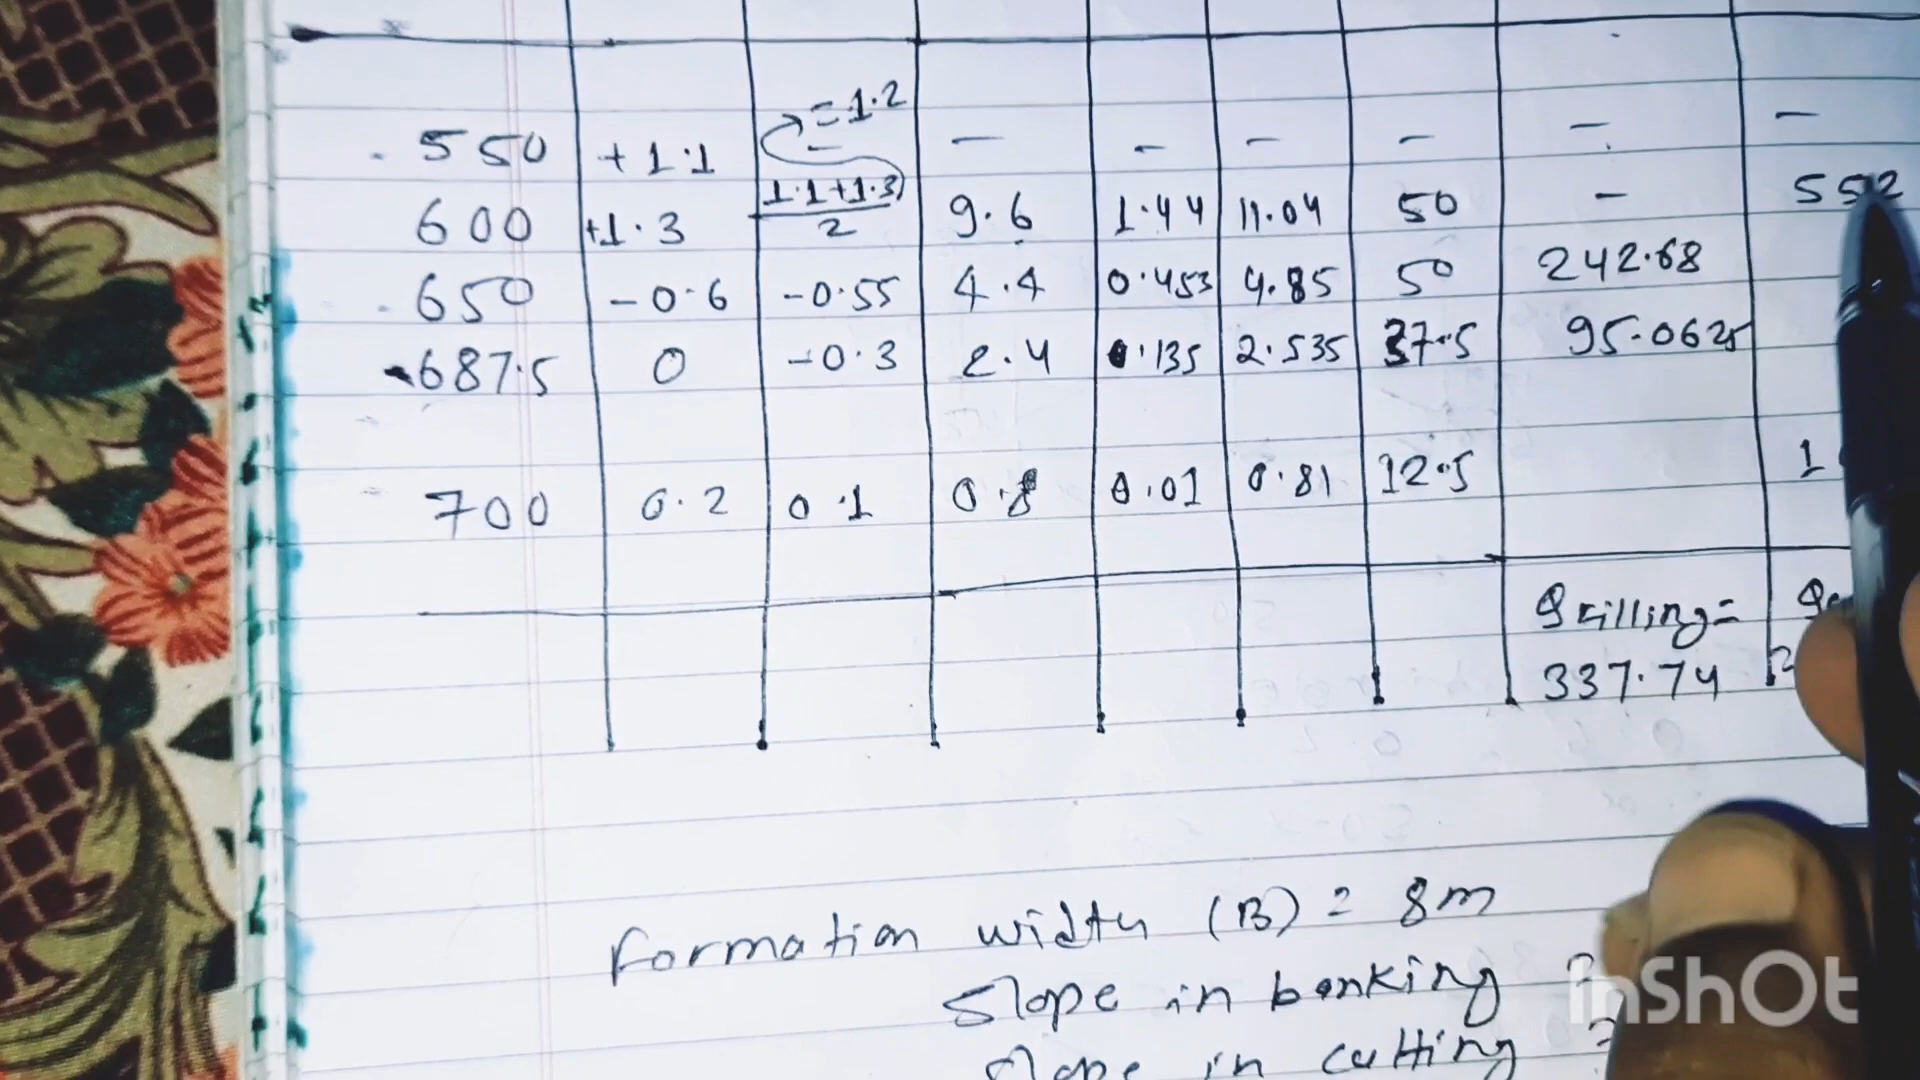 = 1.2
550 +1.1 – – – – – – –
600 +1.3 1.1+1.3/2 9.6 1.44 11.04 50 – 552
650 -0.6 -0.55 4.4 0.453 4.85 50 242.68
687.5 0 -0.3 2.4 0.135 2.535 37.5 95.0625
700 0.2 0.1 0.8 0.01 0.81 12.5 1
Qfilling=
337.74
Formation width (B) = 8m
Slope in banking
Slope in cutting
InShOt